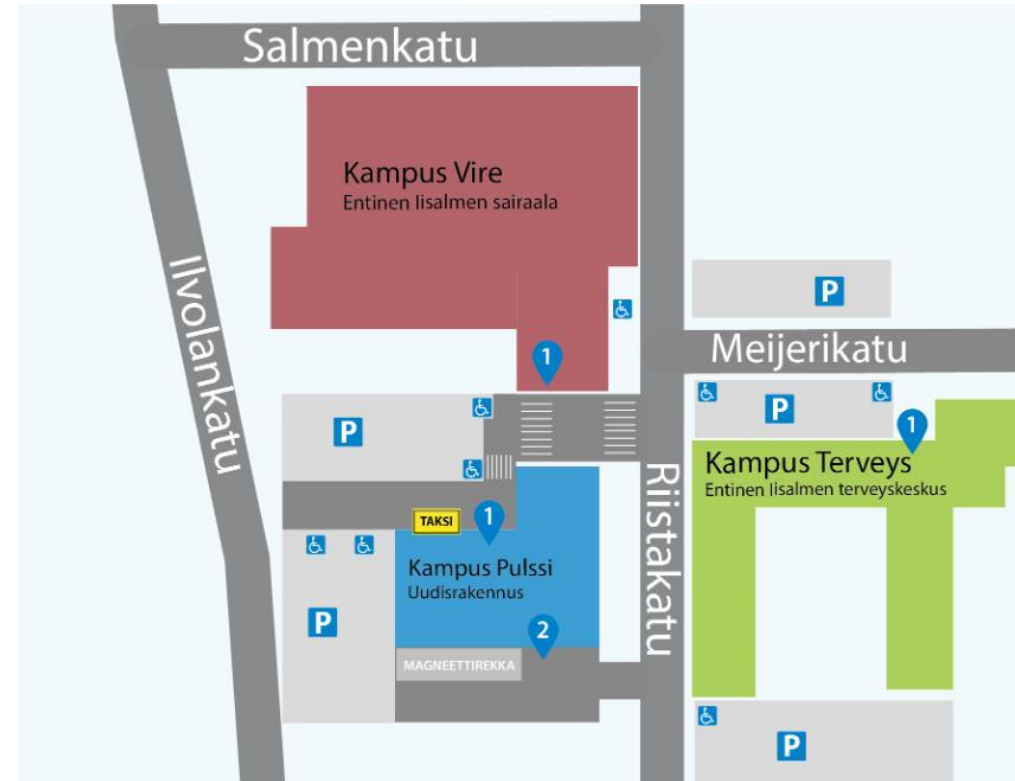 Salmenkatu
Kampus Vire
Entinen Iisalmen sairaala
Ilvolankatu
P
Meijerikatu
1
P
1
P
Kampus Terveys
Entinen Iisalmen terveyskeskus
Riistakatu
TAKSI
1
Kampus Pulssi
Uudisrakennus
P
2
MAGNEETTIREKKA
P